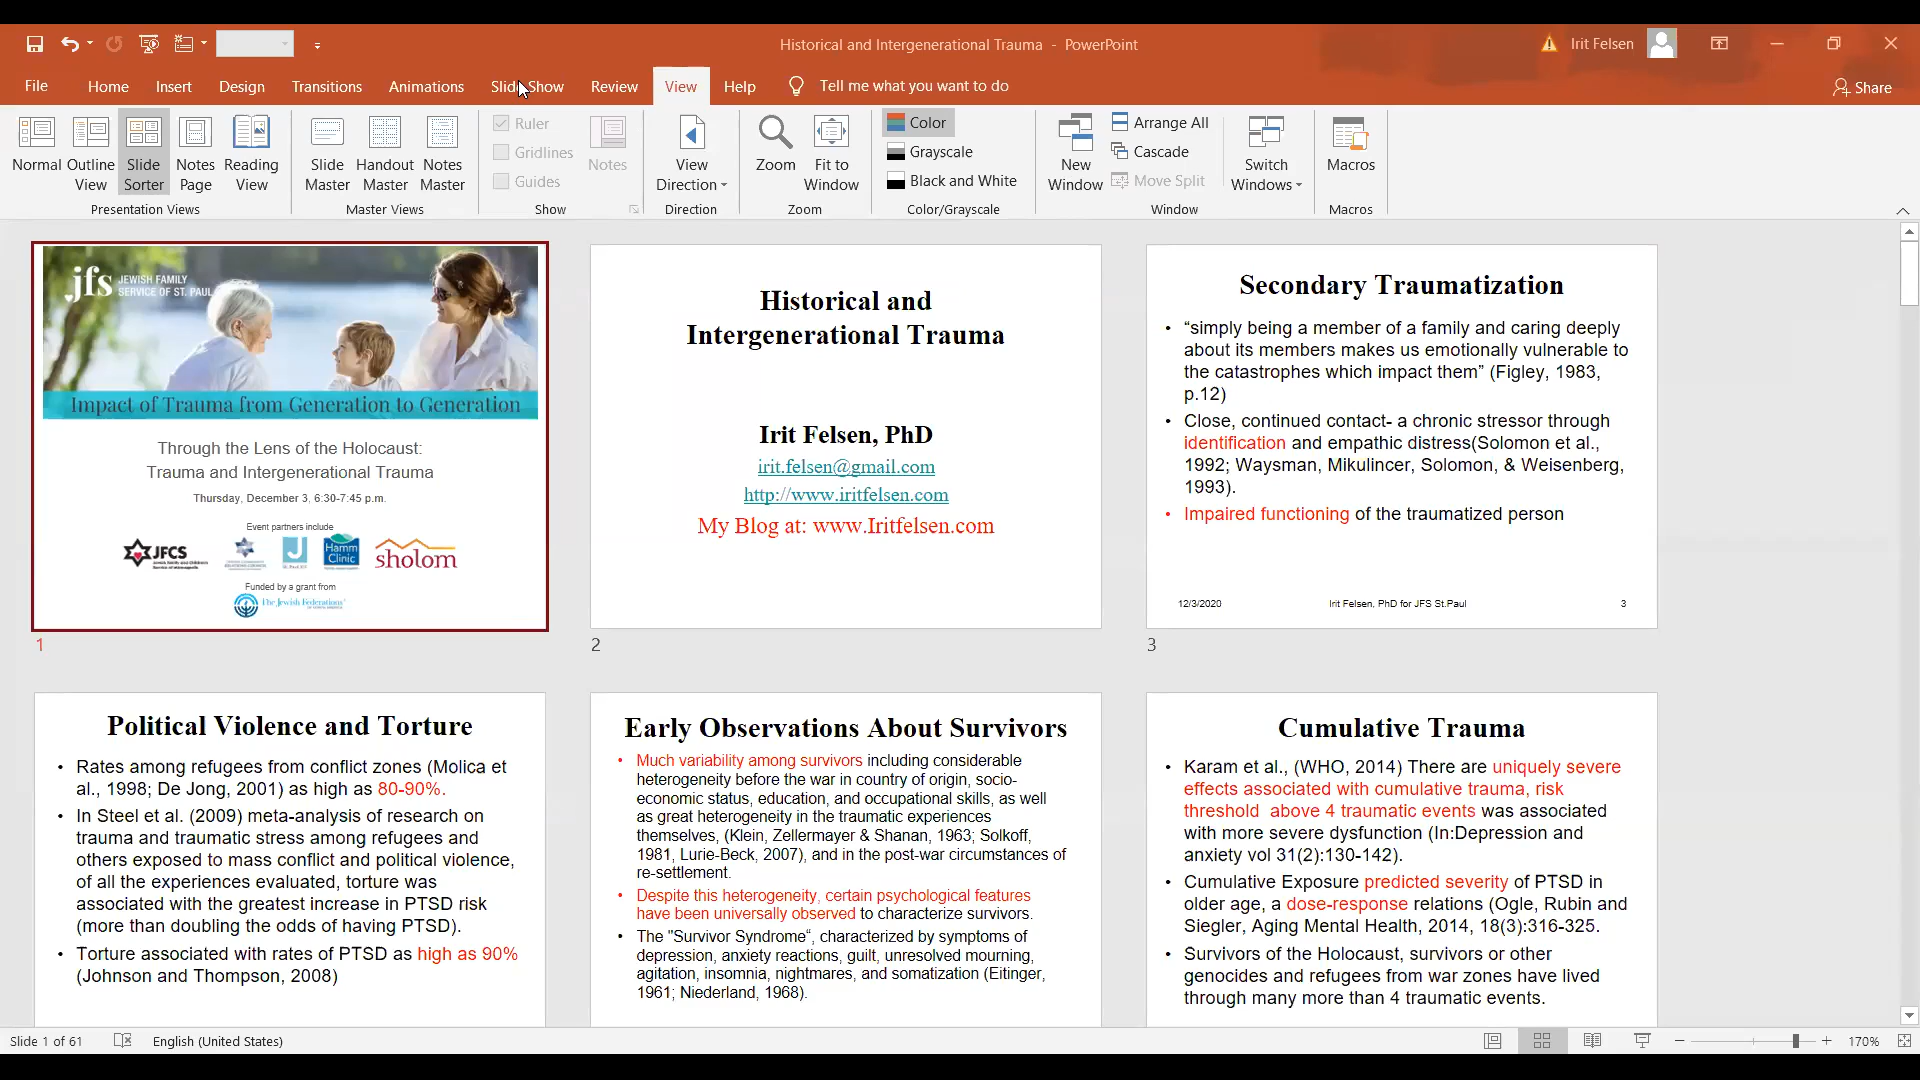 Historical and Intergenerational Trauma - PowerPoint
Irit Felsen
File Home Insert Design Transitions Animations Slide Show Review View Help Tell me what you want to do
Share
Normal Outline View Slide Sorter Notes Page Reading View
Presentation Views
Slide Master Handout Master Notes Master
Master Views
Ruler
Gridlines
Guides
Notes
Show
View Direction
Direction
Zoom Fit to Window
Zoom
Color
Grayscale
Black and White
Color/Grayscale
New Window
Arrange All
Cascade
Move Split
Switch Windows
Window
Macros
Macros
jfs JEWISH FAMILY
SERVICE OF ST. PAUL
Impact of Trauma from Generation to Generation
Through the Lens of the Holocaust:
Trauma and Intergenerational Trauma
Thursday, December 3, 6:30-7:45 p.m.
Event partners include
JFCS
J
Hamm
Clinic
sholom
Funded by a grant from
The Jewish Federations
1
Historical and
Intergenerational Trauma
Irit Felsen, PhD
irit.felsen@gmail.com
http://www.iritfelsen.com
My Blog at: www.Iritfelsen.com
2
Secondary Traumatization
• “simply being a member of a family and caring deeply
about its members makes us emotionally vulnerable to
the catastrophes which impact them” (Figley, 1983,
p.12)
• Close, continued contact- a chronic stressor through
identification and empathic distress(Solomon et al.,
1992; Waysman, Mikulincer, Solomon, & Weisenberg,
1993).
• Impaired functioning of the traumatized person
12/3/2020 Irit Felsen, PhD for JFS St.Paul 3
3
Political Violence and Torture
• Rates among refugees from conflict zones (Molica et
al., 1998; De Jong, 2001) as high as 80-90%.
• In Steel et al. (2009) meta-analysis of research on
trauma and traumatic stress among refugees and
others exposed to mass conflict and political violence,
of all the experiences evaluated, torture was
associated with the greatest increase in PTSD risk
(more than doubling the odds of having PTSD).
• Torture associated with rates of PTSD as high as 90%
(Johnson and Thompson, 2008)
Early Observations About Survivors
• Much variability among survivors including considerable
heterogeneity before the war in country of origin, socio-
economic status, education, and occupational skills, as well
as great heterogeneity in the traumatic experiences
themselves, (Klein, Zellermayer & Shanan, 1963; Solkoff,
1981, Lurie-Beck, 2007), and in the post-war circumstances of
re-settlement.
• Despite this heterogeneity, certain psychological features
have been universally observed to characterize survivors.
• The "Survivor Syndrome“, characterized by symptoms of
depression, anxiety reactions, guilt, unresolved mourning,
agitation, insomnia, nightmares, and somatization (Eitinger,
1961; Niederland, 1968).
Cumulative Trauma
• Karam et al., (WHO, 2014) There are uniquely severe
effects associated with cumulative trauma, risk
threshold above 4 traumatic events was associated
with more severe dysfunction (In:Depression and
anxiety vol 31(2):130-142).
• Cumulative Exposure predicted severity of PTSD in
older age, a dose-response relations (Ogle, Rubin and
Siegler, Aging Mental Health, 2014, 18(3):316-325.
• Survivors of the Holocaust, survivors or other
genocides and refugees from war zones have lived
through many more than 4 traumatic events.
Slide 1 of 61 English (United States) 170%